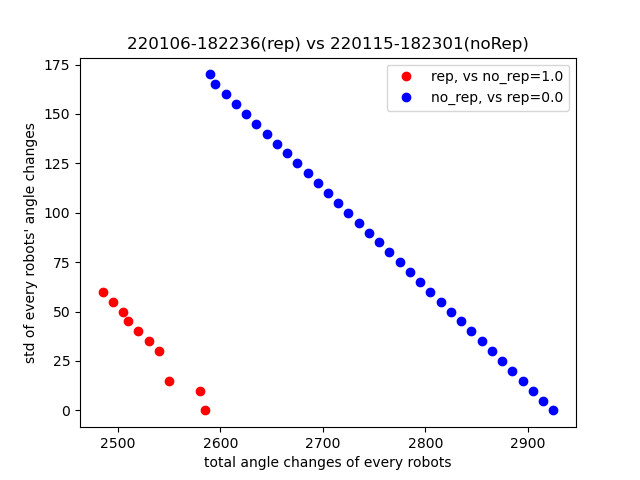 220106-182236(rep) vs 220115-182301(noRep)
rep, vs no_rep=1.0
no_rep, vs rep=0.0
std of every robots' angle changes
175
150
125
100
75
50
25
0
2500 2600 2700 2800 2900
total angle changes of every robots